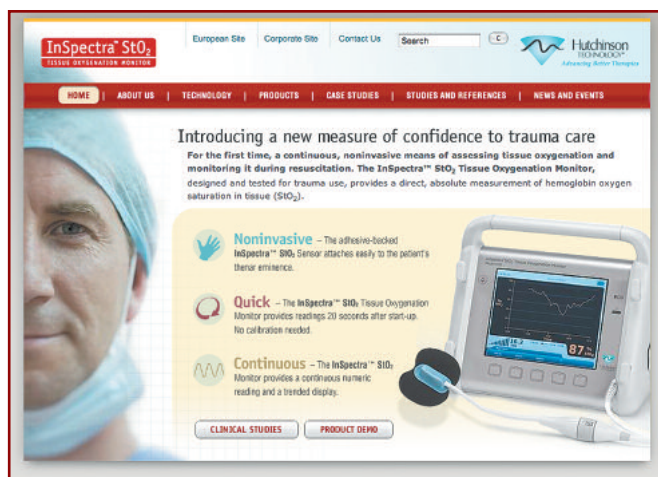 InSpectra™ StO₂
TISSUE OXYGENATION MONITOR
European Site Corporate Site Contact Us Search
Hutchinson
TECHNOLOGY®
Advancing Better Therapies
HOME | ABOUT US | TECHNOLOGY | PRODUCTS | CASE STUDIES | STUDIES AND REFERENCES | NEWS AND EVENTS
Introducing a new measure of confidence to trauma care
For the first time, a continuous, noninvasive means of assessing tissue oxygenation and
monitoring it during resuscitation. The InSpectra™ StO₂ Tissue Oxygenation Monitor,
designed and tested for trauma use, provides a direct, absolute measurement of hemoglobin oxygen
saturation in tissue (StO₂).
Noninvasive – The adhesive-backed
InSpectra™ StO₂ Sensor attaches easily to the patient's
thenar eminence.
Quick – The InSpectra™ StO₂ Tissue Oxygenation
Monitor provides readings 20 seconds after start-up.
No calibration needed.
Continuous – The InSpectra™ StO₂
Monitor provides a continuous numeric
reading and a trended display.
87
CLINICAL STUDIES PRODUCT DEMO